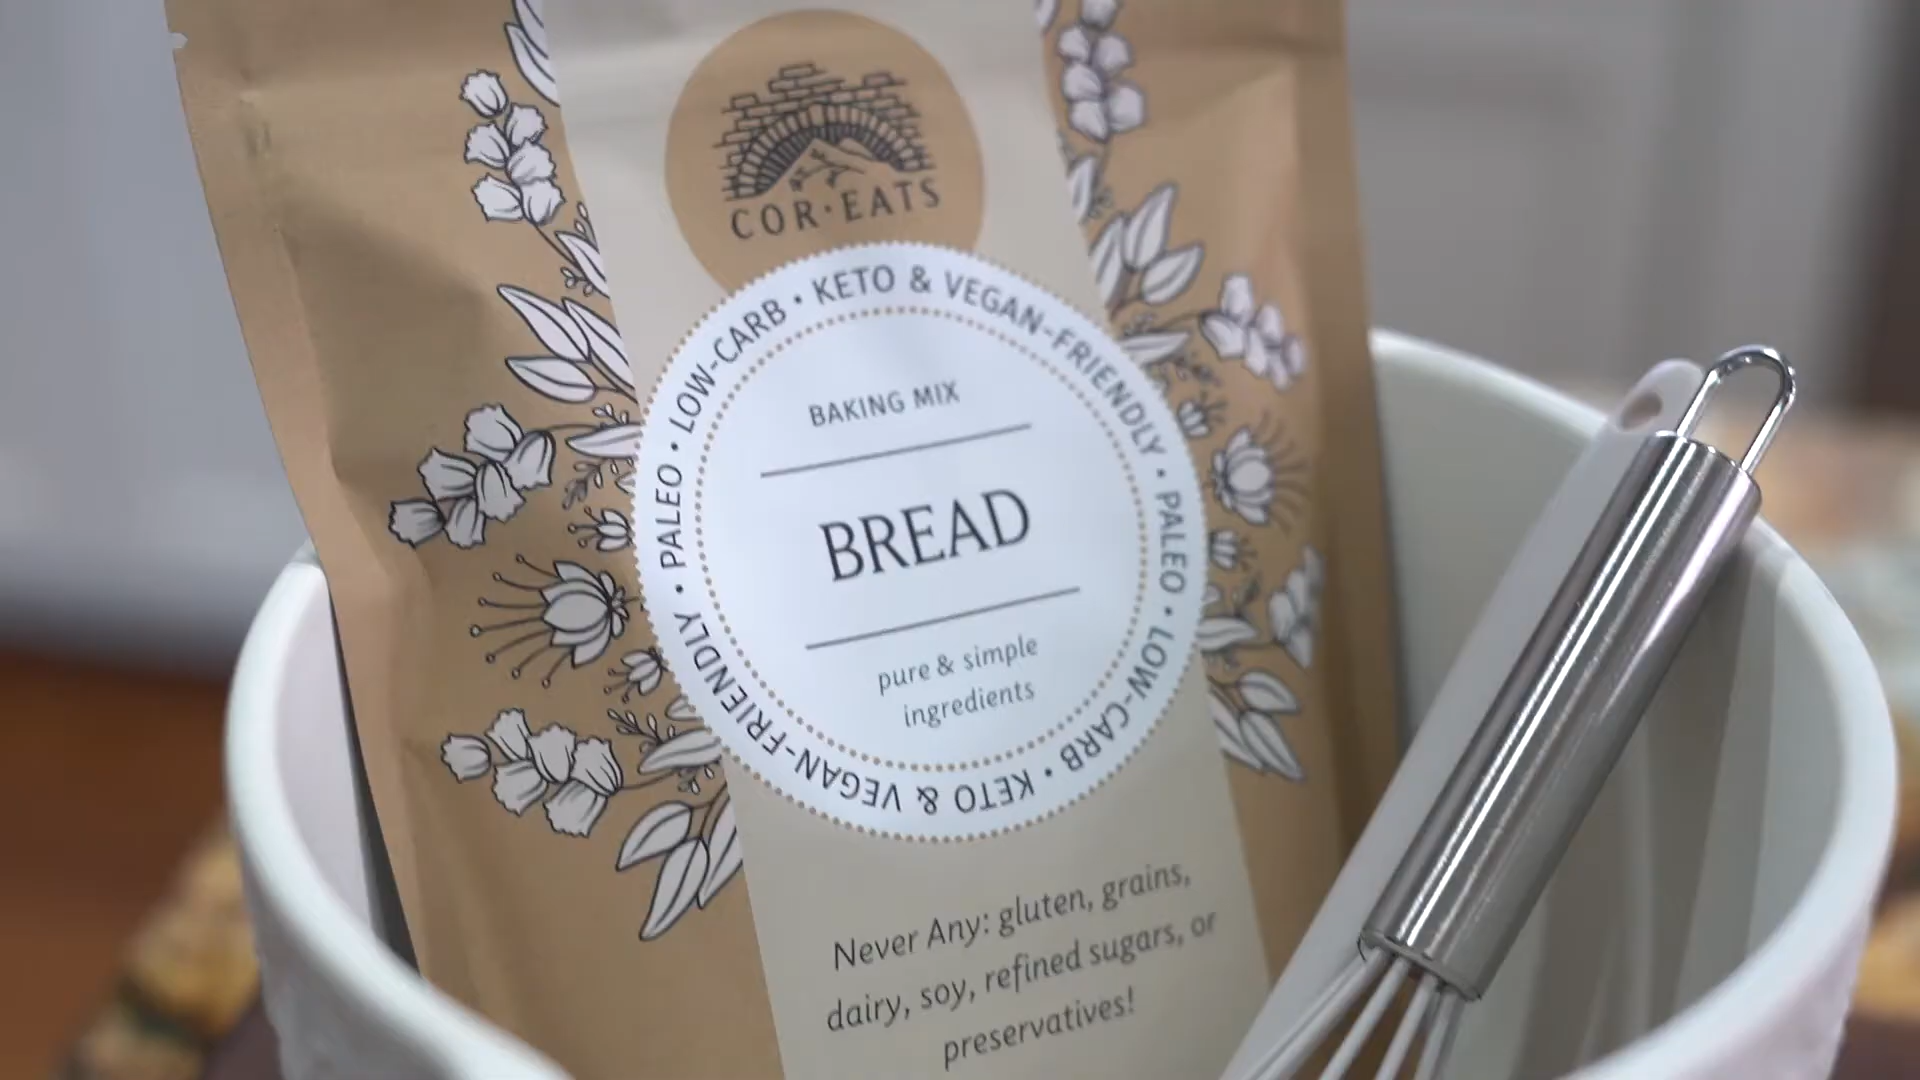 COR·EATS
KETO & VEGAN-FRIENDLY • PALEO • LOW-CARB • KETO & VEGAN-FRIENDLY • PALEO • LOW-CARB •
BAKING MIX
BREAD
pure & simple
ingredients
Never Any: gluten, grains,
dairy, soy, refined sugars, or
preservatives!